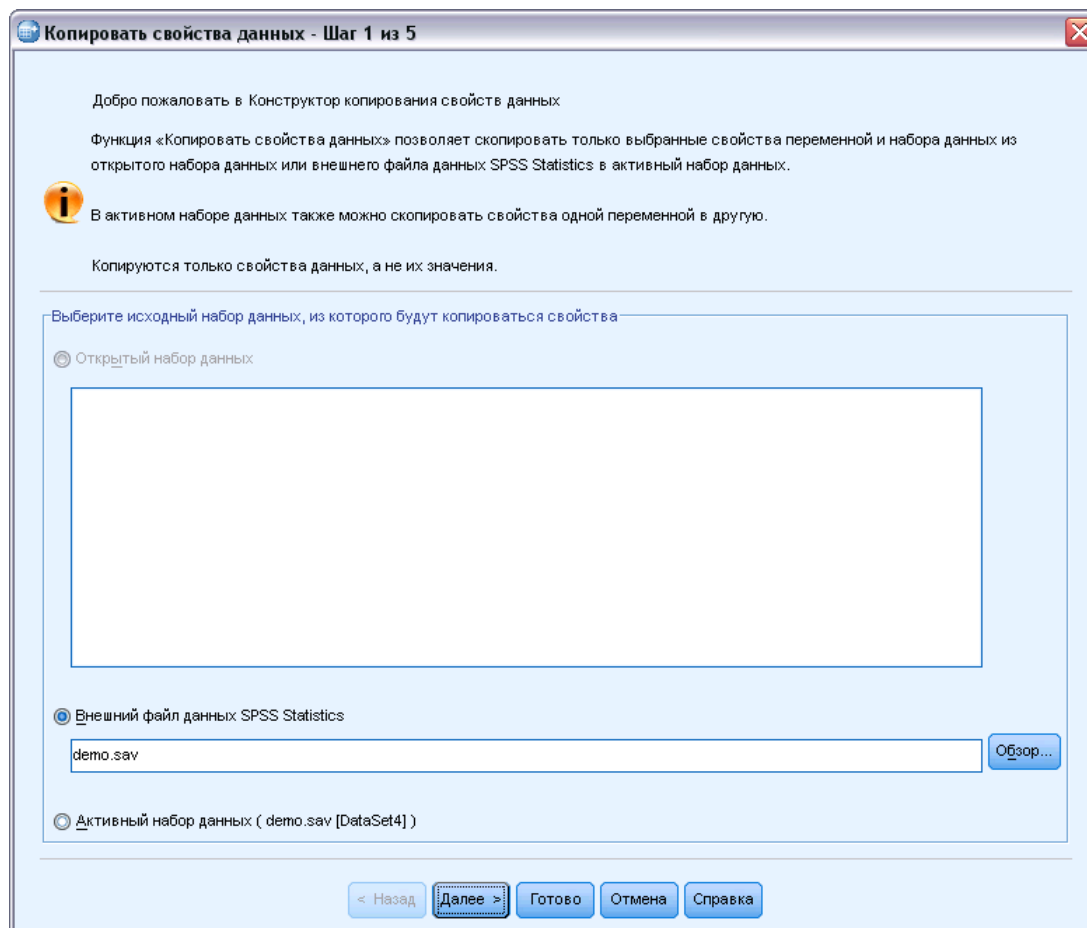 Копировать свойства данных - Шаг 1 из 5
Добро пожаловать в Конструктор копирования свойств данных
Функция «Копировать свойства данных» позволяет скопировать только выбранные свойства переменной и набора данных из
открытого набора данных или внешнего файла данных SPSS Statistics в активный набор данных.
В активном наборе данных также можно скопировать свойства одной переменной в другую.
Копируются только свойства данных, а не их значения.
Выберите исходный набор данных, из которого будут копироваться свойства
Открытый набор данных
Внешний файл данных SPSS Statistics
demo.sav
Обзор...
Активный набор данных ( demo.sav [DataSet4] )
< Назад Далее > Готово Отмена Справка